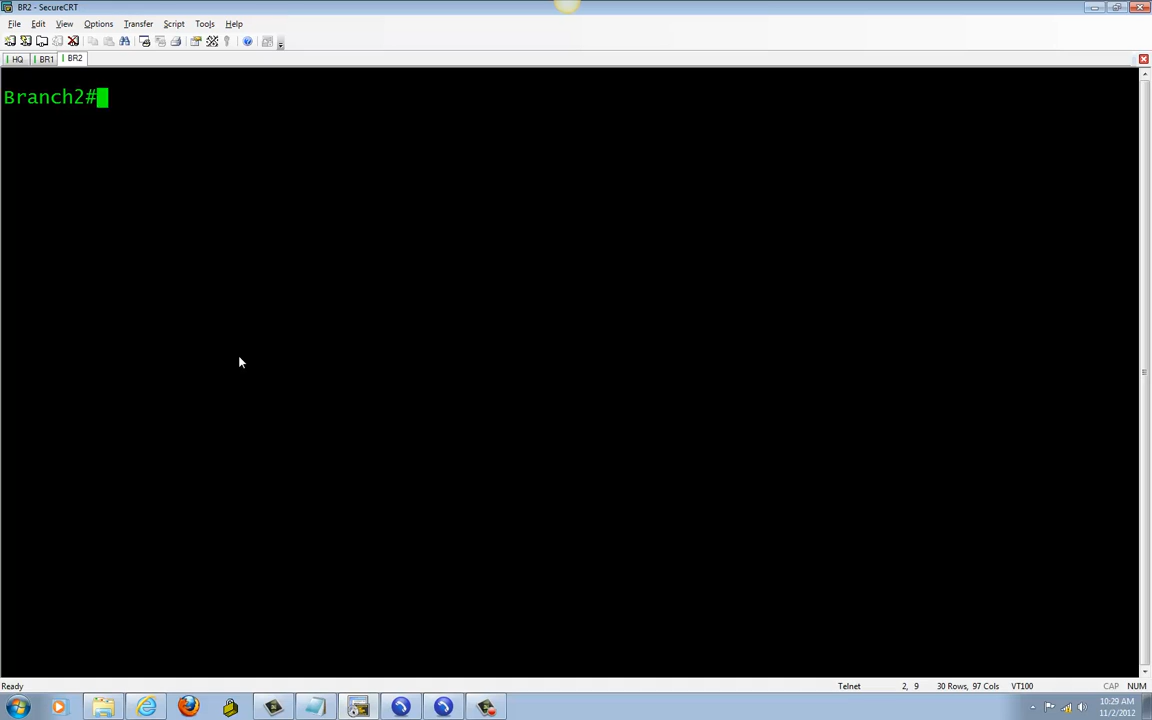 BR2 - SecureCRT
File Edit View Options Transfer Script Tools Help
HQ BR1 BR2
Branch2#
Ready Telnet 2, 9 30 Rows, 97 Cols VT100 CAP NUM
10:29 AM
11/2/2012